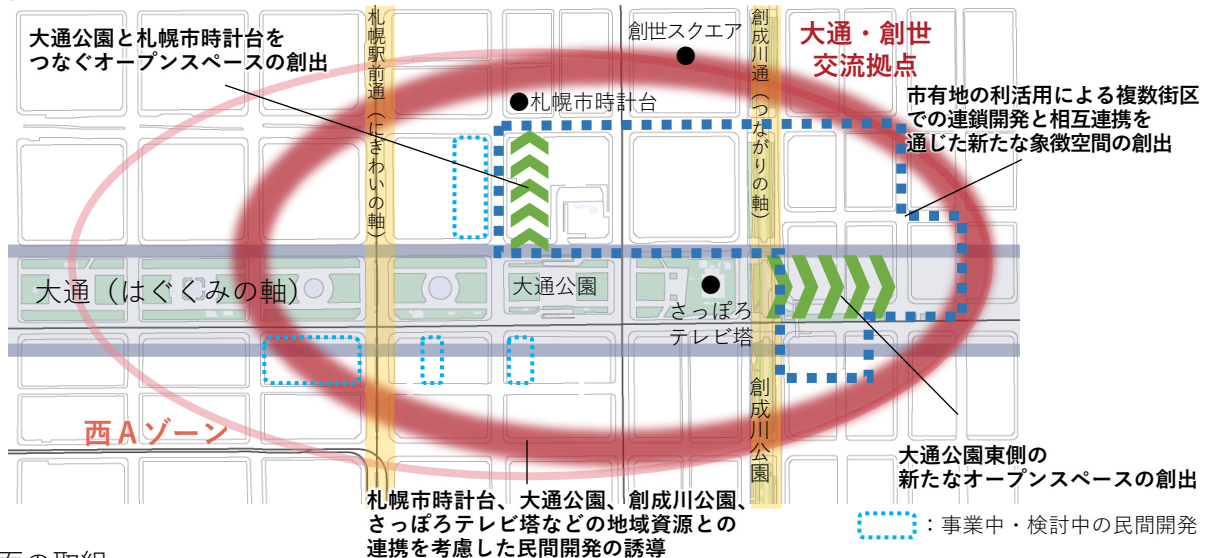 大通公園と札幌市時計台を
つなぐオープンスペースの創出
札幌駅前通（にぎわいの軸）
創世スクエア
創成川通（つながりの軸）
大通・創世
交流拠点
札幌市時計台
市有地の利活用による複数街区
での連鎖開発と相互連携を
通じた新たな象徴空間の創出
大通（はぐくみの軸）
大通公園
さっぽろ
テレビ塔
西Aゾーン
創成川公園
大通公園東側の
新たなオープンスペースの創出
札幌市時計台、大通公園、創成川公園、
さっぽろテレビ塔などの地域資源との
連携を考慮した民間開発の誘導
：事業中・検討中の民間開発